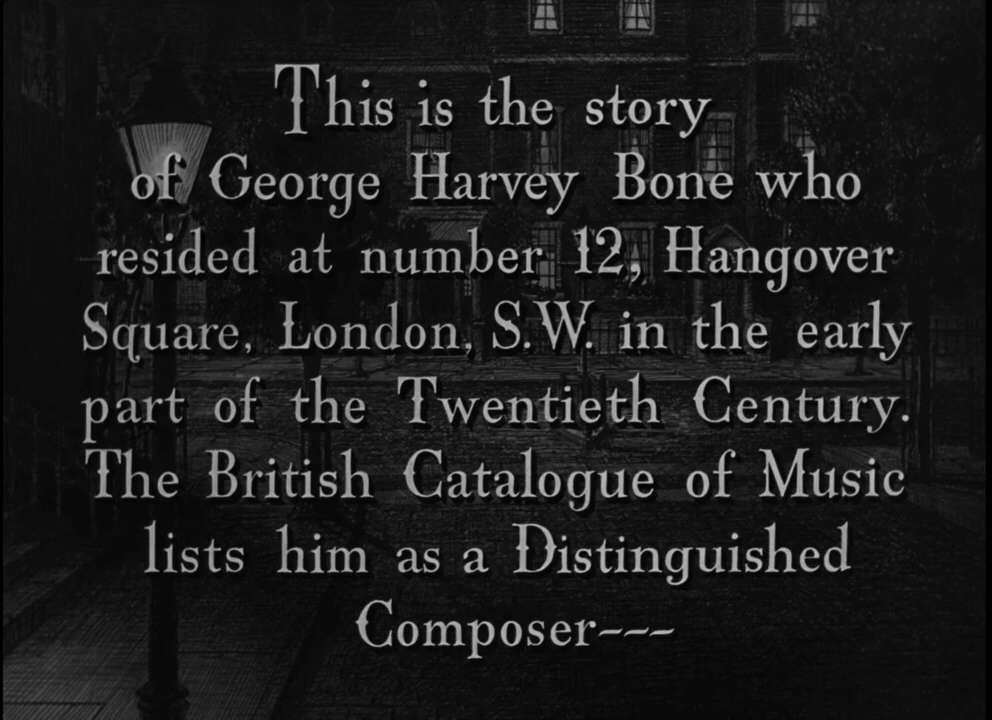 This is the story
of George Harvey Bone who
resided at number 12, Hangover
Square, London, S.W. in the early
part of the Twentieth Century.
The British Catalogue of Music
lists him as a Distinguished
Composer---